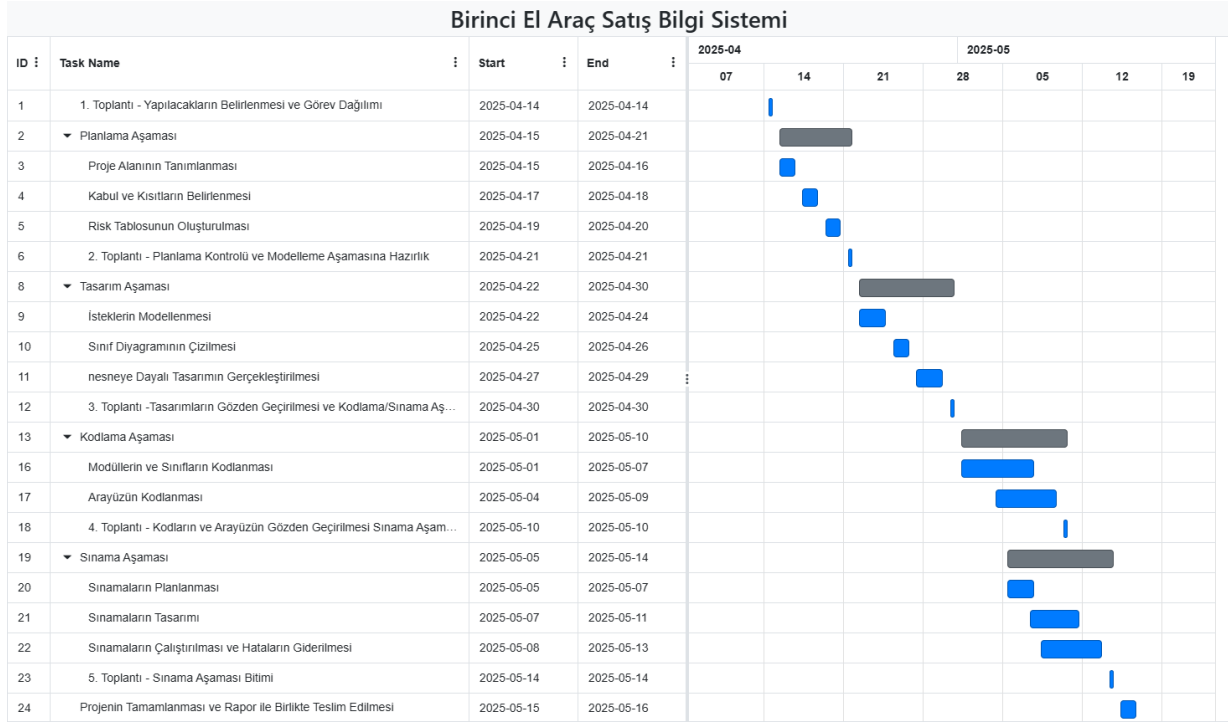 Birinci El Araç Satış Bilgi Sistemi
ID Task Name Start End 2025-04 2025-05
07 14 21 28 05 12 19
1 1. Toplantı - Yapılacakların Belirlenmesi ve Görev Dağılımı 2025-04-14 2025-04-14
2 Planlama Aşaması 2025-04-15 2025-04-21
3 Proje Alanının Tanımlanması 2025-04-15 2025-04-16
4 Kabul ve Kısıtların Belirlenmesi 2025-04-17 2025-04-18
5 Risk Tablosunun Oluşturulması 2025-04-19 2025-04-20
6 2. Toplantı - Planlama Kontrolü ve Modelleme Aşamasına Hazırlık 2025-04-21 2025-04-21
8 Tasarım Aşaması 2025-04-22 2025-04-30
9 İsteklerin Modellenmesi 2025-04-22 2025-04-24
10 Sınıf Diyagramının Çizilmesi 2025-04-25 2025-04-26
11 nesneye Dayalı Tasarımın Gerçekleştirilmesi 2025-04-27 2025-04-29
12 3. Toplantı -Tasarımların Gözden Geçirilmesi ve Kodlama/Sınama Aş... 2025-04-30 2025-04-30
13 Kodlama Aşaması 2025-05-01 2025-05-10
16 Modüllerin ve Sınıfların Kodlanması 2025-05-01 2025-05-07
17 Arayüzün Kodlanması 2025-05-04 2025-05-09
18 4. Toplantı - Kodların ve Arayüzün Gözden Geçirilmesi Sınama Aşam... 2025-05-10 2025-05-10
19 Sınama Aşaması 2025-05-05 2025-05-14
20 Sınamaların Planlanması 2025-05-05 2025-05-07
21 Sınamaların Tasarımı 2025-05-07 2025-05-11
22 Sınamaların Çalıştırılması ve Hataların Giderilmesi 2025-05-08 2025-05-13
23 5. Toplantı - Sınama Aşaması Bitimi 2025-05-14 2025-05-14
24 Projenin Tamamlanması ve Rapor ile Birlikte Teslim Edilmesi 2025-05-15 2025-05-16